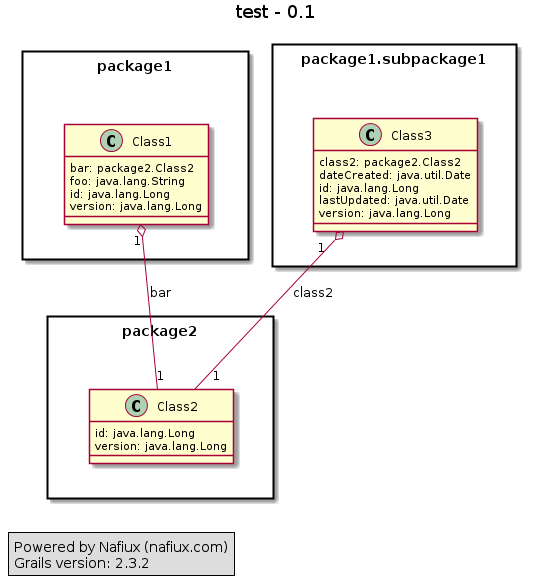 test - 0.1
package1
C Class1
bar: package2.Class2
foo: java.lang.String
id: java.lang.Long
version: java.lang.Long
package1.subpackage1
C Class3
class2: package2.Class2
dateCreated: java.util.Date
id: java.lang.Long
lastUpdated: java.util.Date
version: java.lang.Long
1
1
bar
class2
package2
1
1
C Class2
id: java.lang.Long
version: java.lang.Long
Powered by Nafiux (nafiux.com)
Grails version: 2.3.2